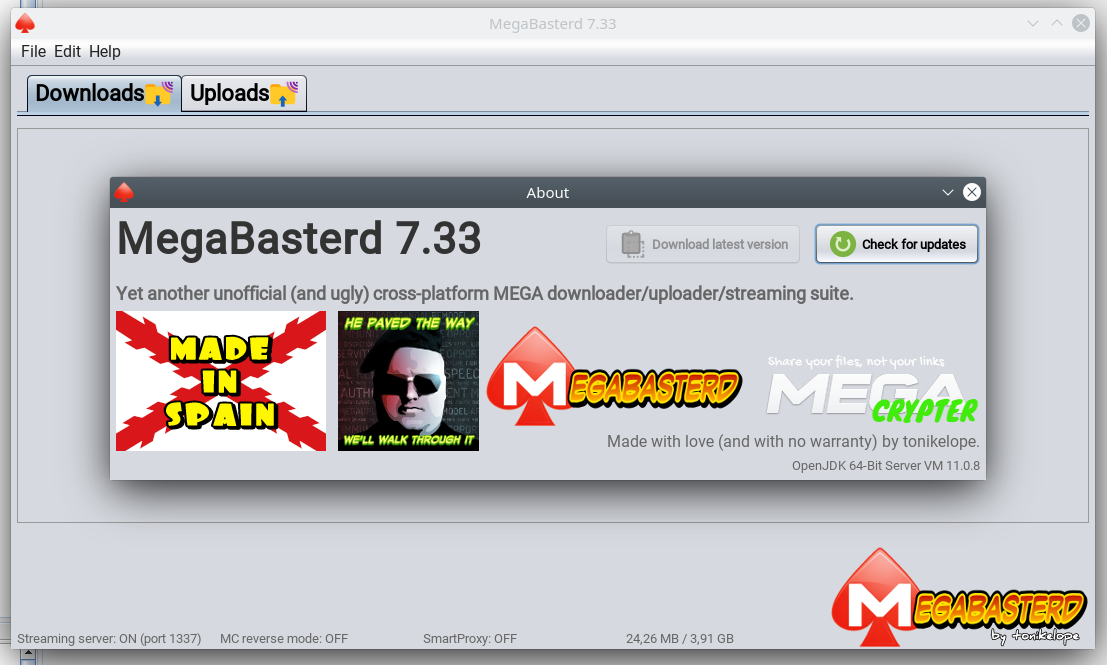 MegaBasterd 7.33
File Edit Help
Downloads
Uploads
About
MegaBasterd 7.33
Download latest version
Check for updates
Yet another unofficial (and ugly) cross-platform MEGA downloader/uploader/streaming suite.
MADE
IN
SPAIN
HE PAVED THE WAY
WE'LL WALK THROUGH IT
MEGABASTERD
Share your files, not your links
MEGA
CRYPTER
Made with love (and with no warranty) by tonikelope.
OpenJDK 64-Bit Server VM 11.0.8
MEGABASTERD
by tonikelope
Streaming server: ON (port 1337)
MC reverse mode: OFF
SmartProxy: OFF
24,26 MB / 3,91 GB